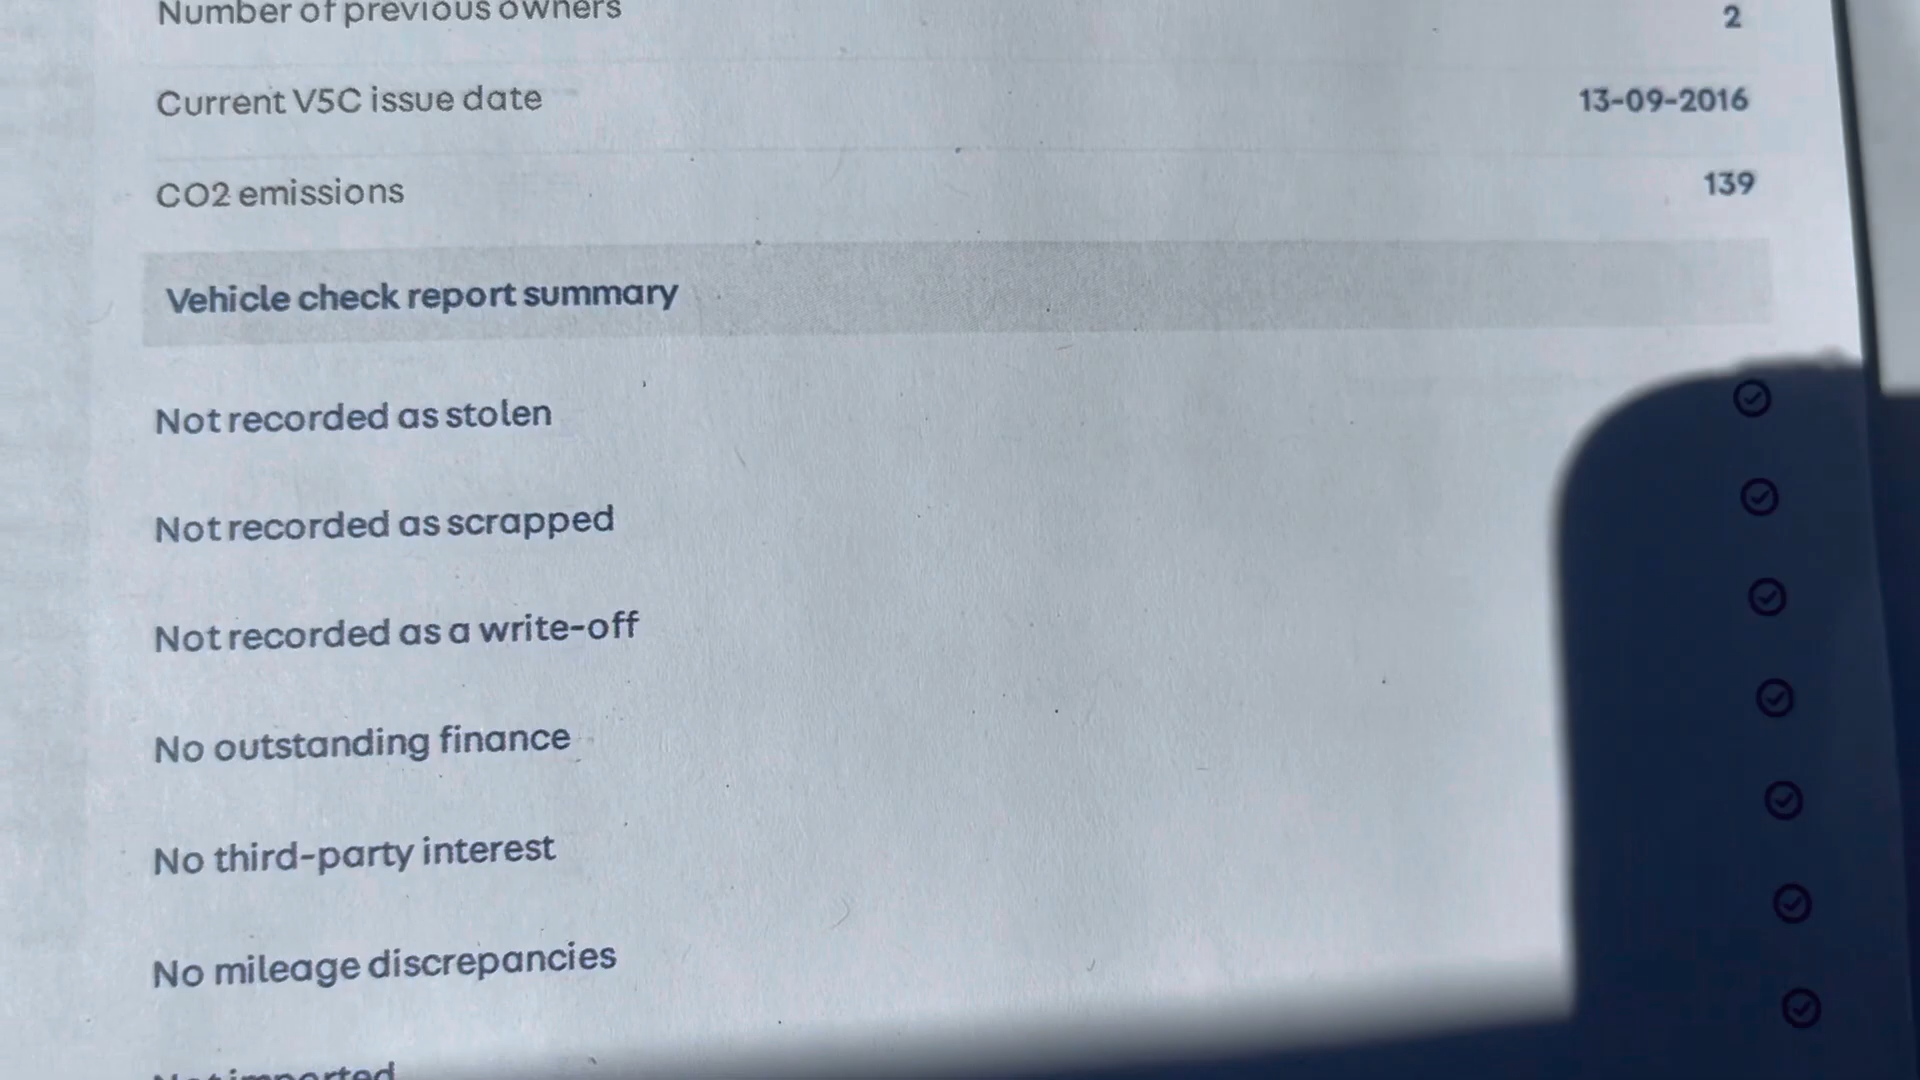 Number of previous owners 2
Current V5C issue date 13-09-2016
CO2 emissions 139
Vehicle check report summary
Not recorded as stolen
Not recorded as scrapped
Not recorded as a write-off
No outstanding finance
No third-party interest
No mileage discrepancies
Not imported